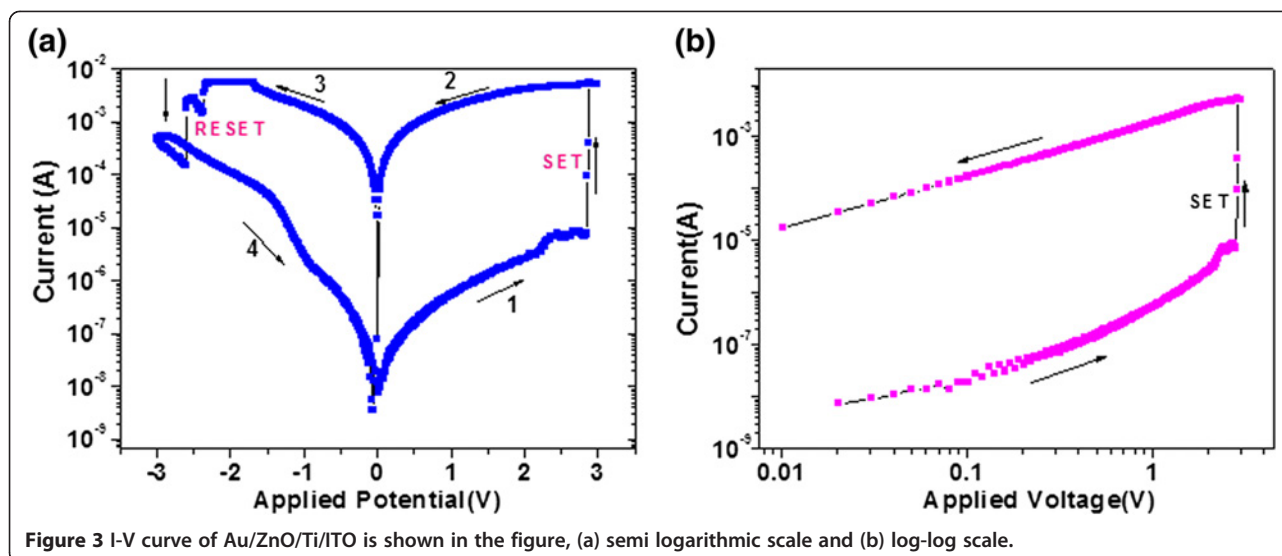 (a)
10⁻²
10⁻³
10⁻⁴
10⁻⁵
10⁻⁶
10⁻⁷
10⁻⁸
10⁻⁹
Current (A)
3
2
RESET
SET
4
1
-3 -2 -1 0 1 2 3
Applied Potential(V)
(b)
10⁻³
10⁻⁵
10⁻⁷
10⁻⁹
Current(A)
SET
0.01 0.1 1
Applied Voltage(V)
Figure 3 I-V curve of Au/ZnO/Ti/ITO is shown in the figure, (a) semi logarithmic scale and (b) log-log scale.